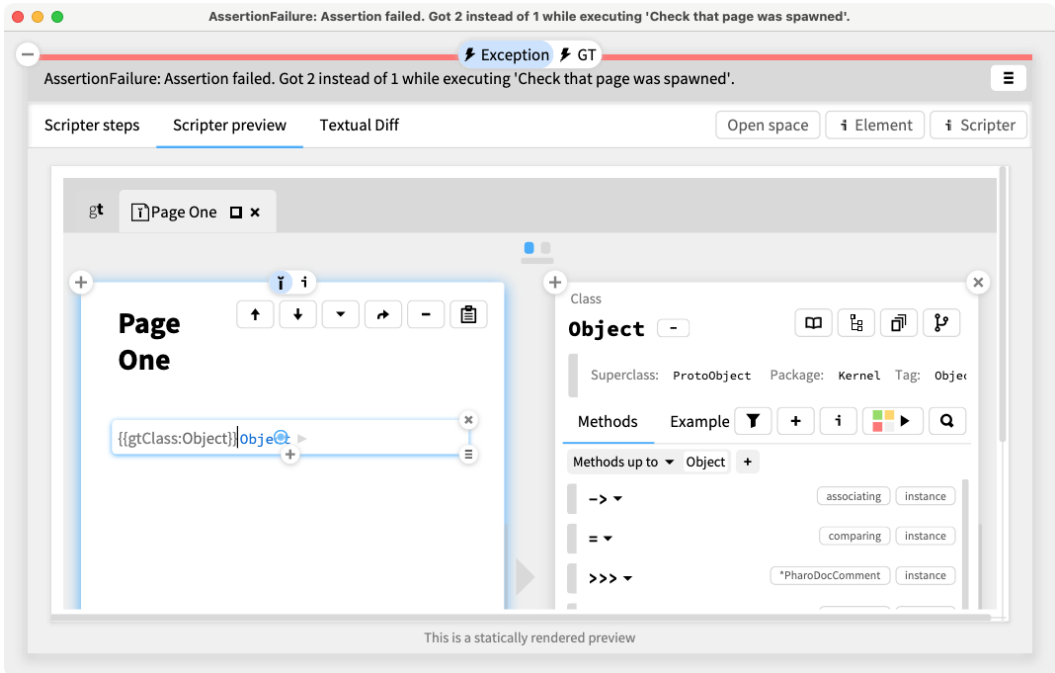 AssertionFailure: Assertion failed. Got 2 instead of 1 while executing 'Check that page was spawned'.
Exception GT
AssertionFailure: Assertion failed. Got 2 instead of 1 while executing 'Check that page was spawned'.
Scripter steps Scripter preview Textual Diff Open space i Element i Scripter
gt Page One
i
Class
Object -
Page
One
Superclass: ProtoObject Package: Kernel Tag: Objec
Methods Example + i
{{gtClass:Object}}Object
Methods up to Object +
-> associating instance
= comparing instance
>>> *PharoDocComment instance
This is a statically rendered preview